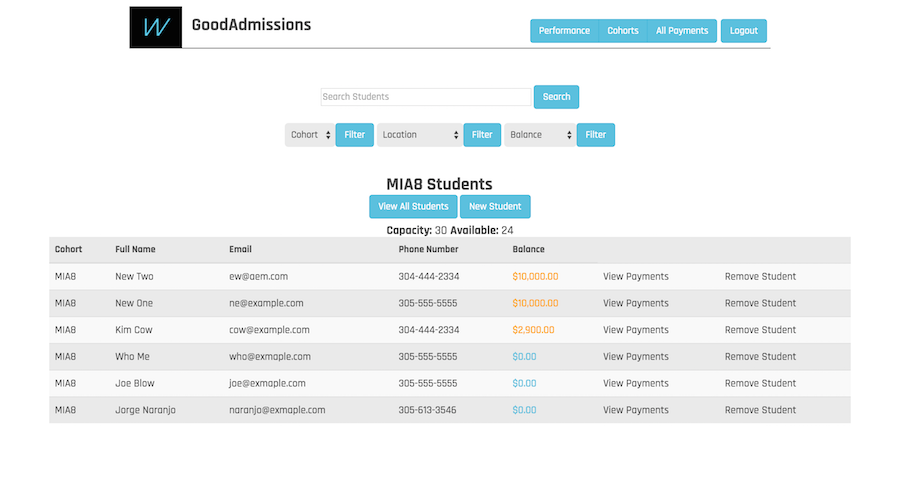 W GoodAdmissions Performance Cohorts All Payments Logout
Search Students Search
Cohort Filter Location Filter Balance Filter
MIA8 Students
View All Students New Student
Capacity: 30 Available: 24
Cohort Full Name Email Phone Number Balance
MIA8 New Two ew@aem.com 304-444-2334 $10,000.00 View Payments Remove Student
MIA8 New One ne@example.com 305-555-5555 $10,000.00 View Payments Remove Student
MIA8 Kim Cow cow@example.com 304-444-2334 $2,900.00 View Payments Remove Student
MIA8 Who Me who@exmaple.com 305-555-5555 $0.00 View Payments Remove Student
MIA8 Joe Blow joe@exmaple.com 305-555-5555 $0.00 View Payments Remove Student
MIA8 Jorge Naranjo naranjo@exmaple.com 305-613-3546 $0.00 View Payments Remove Student